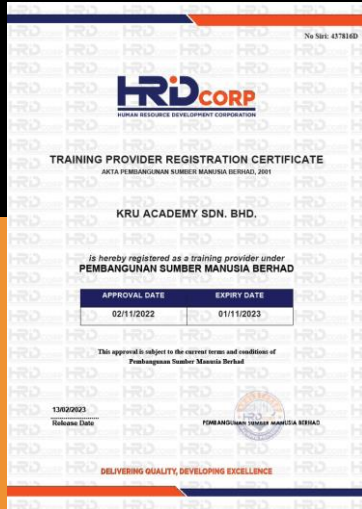 No Siri: 437816D
HRD CORP
HUMAN RESOURCE DEVELOPMENT CORPORATION
TRAINING PROVIDER REGISTRATION CERTIFICATE
AKTA PEMBANGUNAN SUMBER MANUSIA BERHAD, 2001
KRU ACADEMY SDN. BHD.
is hereby registered as a training provider under
PEMBANGUNAN SUMBER MANUSIA BERHAD
APPROVAL DATE EXPIRY DATE
02/11/2022 01/11/2023
This approval is subject to the current terms and conditions of
Pembangunan Sumber Manusia Berhad
13/02/2023
Release Date
PEMBANGUNAN SUMBER MANUSIA BERHAD
DELIVERING QUALITY, DEVELOPING EXCELLENCE